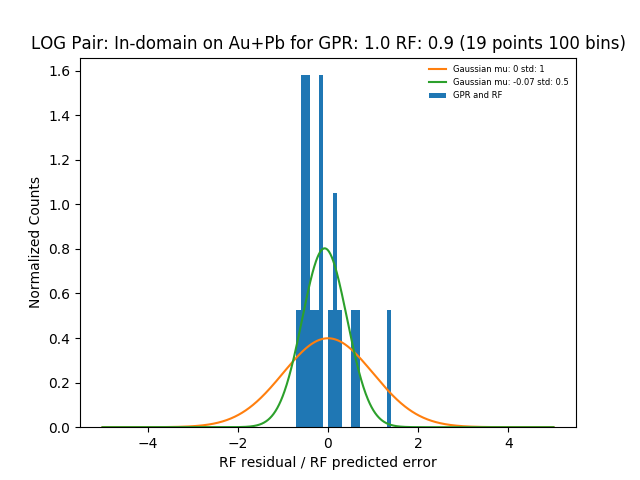 LOG Pair: In-domain on Au+Pb for GPR: 1.0 RF: 0.9 (19 points 100 bins)
Gaussian mu: 0 std: 1
Gaussian mu: -0.07 std: 0.5
GPR and RF
1.6
1.4
1.2
1.0
0.8
0.6
0.4
0.2
0.0
Normalized Counts
−4
−2
0
2
4
RF residual / RF predicted error